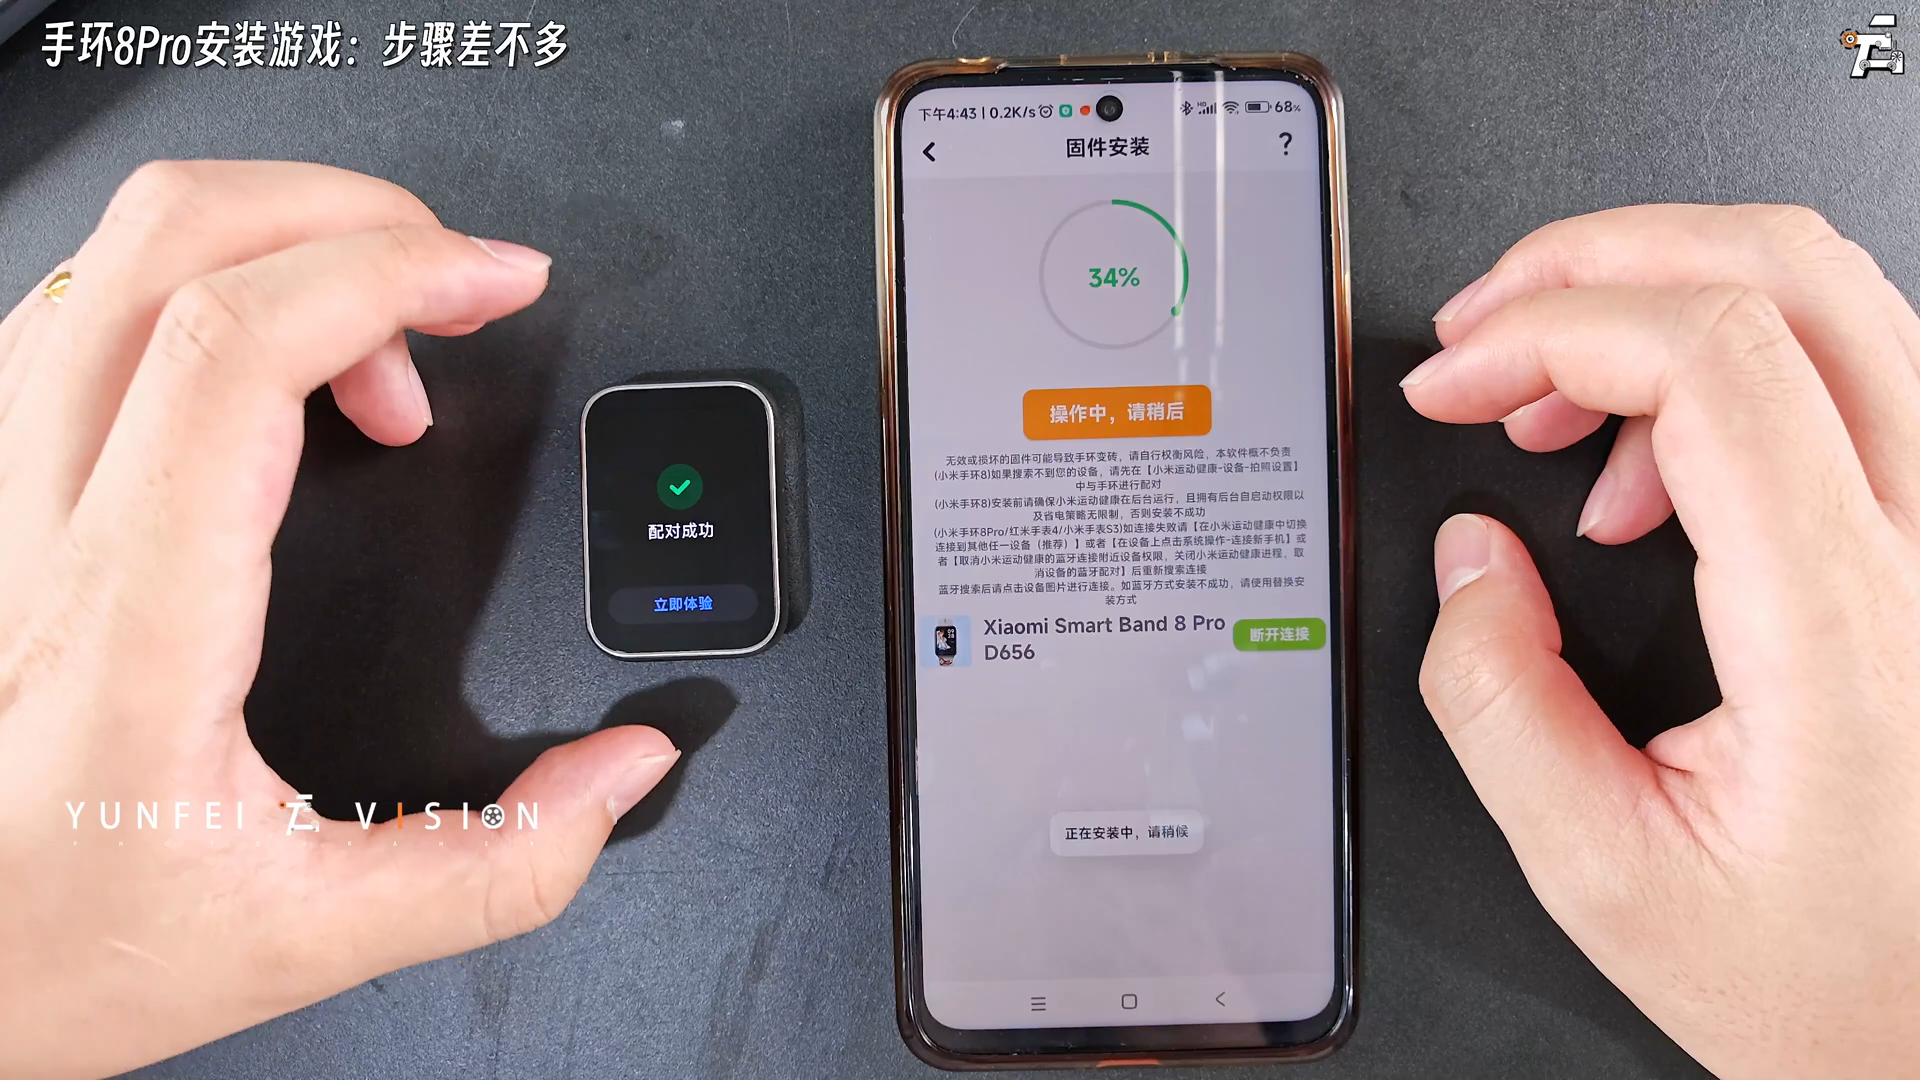 手环8Pro安装游戏：步骤差不多
下午4:43 | 0.2K/s
68%
固件安装
?
34%
操作中，请稍后
无效或损坏的固件可能导致手环变砖，请自行权衡风险，本软件概不负责
(小米手环8)如果搜索不到您的设备，请先在【小米运动健康-设备-拍照设置】
中与手环进行配对
(小米手环8)安装前请确保小米运动健康在后台运行，且拥有后台自启动权限以
及省电策略无限制，否则安装不成功
(小米手环8Pro/红米手表4/小米手表S3)如连接失败请【在小米运动健康中切换
连接到其他任一设备（推荐）】或者【在设备上点击系统操作-连接新手机】或
者【取消小米运动健康的蓝牙连接附近设备权限，关闭小米运动健康进程，取
消设备的蓝牙配对】后重新搜索连接
蓝牙搜索后请点击设备图片进行连接。如蓝牙方式安装不成功，请使用替换安
装方式
Xiaomi Smart Band 8 Pro
D656
断开连接
正在安装中，请稍候
配对成功
立即体验
YUNFEI VISION